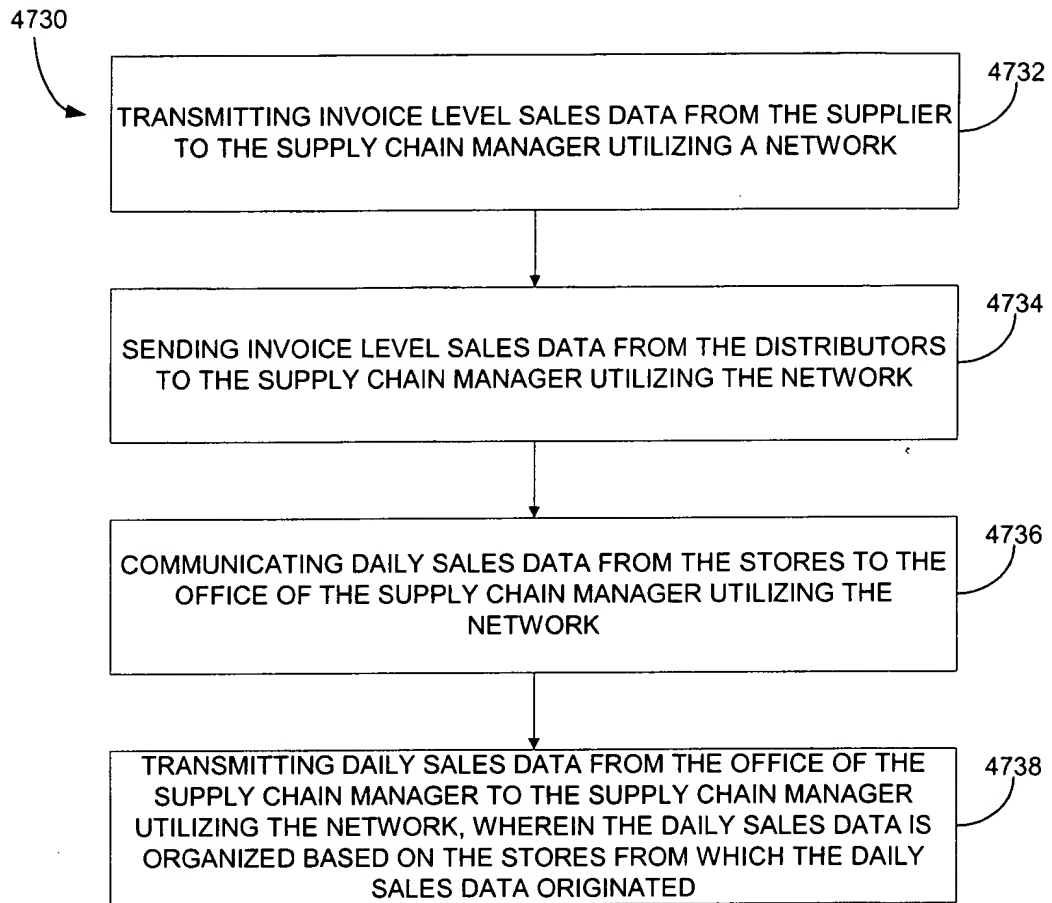 4730
4732
TRANSMITTING INVOICE LEVEL SALES DATA FROM THE SUPPLIER
TO THE SUPPLY CHAIN MANAGER UTILIZING A NETWORK
4734
SENDING INVOICE LEVEL SALES DATA FROM THE DISTRIBUTORS
TO THE SUPPLY CHAIN MANAGER UTILIZING THE NETWORK
4736
COMMUNICATING DAILY SALES DATA FROM THE STORES TO THE
OFFICE OF THE SUPPLY CHAIN MANAGER UTILIZING THE
NETWORK
4738
TRANSMITTING DAILY SALES DATA FROM THE OFFICE OF THE
SUPPLY CHAIN MANAGER TO THE SUPPLY CHAIN MANAGER
UTILIZING THE NETWORK, WHEREIN THE DAILY SALES DATA IS
ORGANIZED BASED ON THE STORES FROM WHICH THE DAILY
SALES DATA ORIGINATED